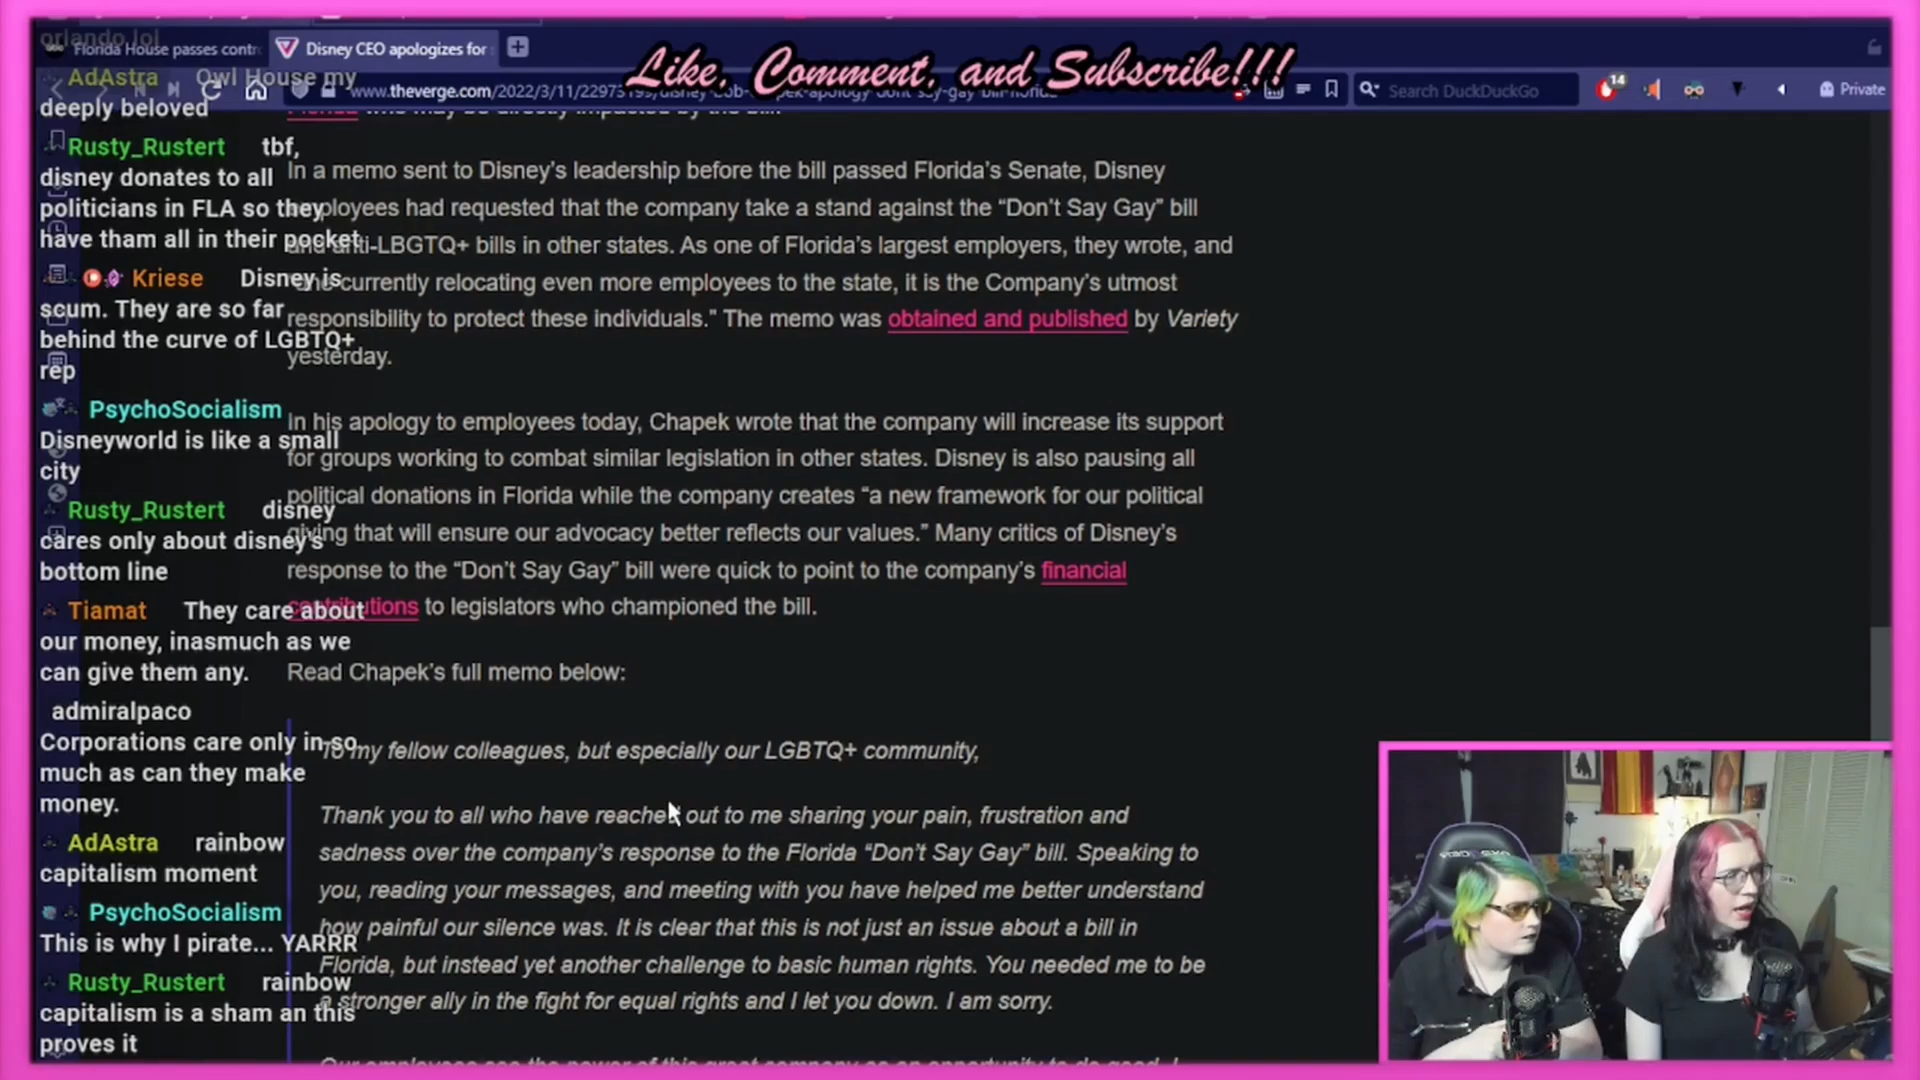 orlando lol
Florida House passes contr
Disney CEO apologizes for
Like, Comment, and Subscribe!!!
Search DuckDuckGo
14
Private
AdAstra Owl House my
deeply beloved
Rusty_Rustert tbf,
disney donates to all
politicians in FLA so they
have tham all in their pocket
Kriese Disney is
scum. They are so far
behind the curve of LGBTQ+
rep
PsychoSocialism
Disneyworld is like a small
city
Rusty_Rustert disney
cares only about disney's
bottom line
Tiamat They care about
our money, inasmuch as we
can give them any.
admiralpaco
Corporations care only in so
much as can they make
money.
AdAstra rainbow
capitalism moment
PsychoSocialism
This is why I pirate... YARRR
Rusty_Rustert rainbow
capitalism is a sham an this
proves it
In a memo sent to Disney's leadership before the bill passed Florida's Senate, Disney
employees had requested that the company take a stand against the “Don't Say Gay” bill
and anti-LBGTQ+ bills in other states. As one of Florida's largest employers, they wrote, and
one currently relocating even more employees to the state, it is the Company's utmost
responsibility to protect these individuals.” The memo was obtained and published by Variety
yesterday.
In his apology to employees today, Chapek wrote that the company will increase its support
for groups working to combat similar legislation in other states. Disney is also pausing all
political donations in Florida while the company creates “a new framework for our political
giving that will ensure our advocacy better reflects our values.” Many critics of Disney's
response to the “Don't Say Gay” bill were quick to point to the company's financial
contributions to legislators who championed the bill.
Read Chapek's full memo below:
To my fellow colleagues, but especially our LGBTQ+ community,
Thank you to all who have reached out to me sharing your pain, frustration and
sadness over the company's response to the Florida “Don't Say Gay” bill. Speaking to
you, reading your messages, and meeting with you have helped me better understand
how painful our silence was. It is clear that this is not just an issue about a bill in
Florida, but instead yet another challenge to basic human rights. You needed me to be
a stronger ally in the fight for equal rights and I let you down. I am sorry.